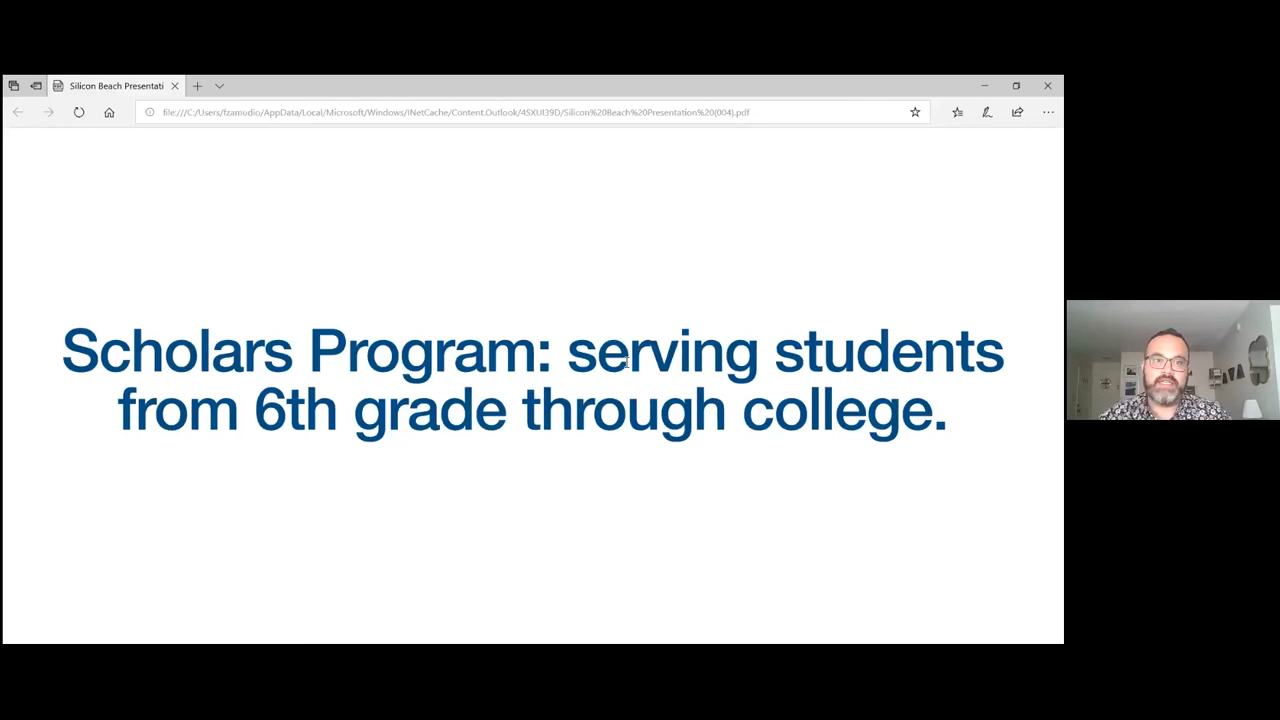 Silicon Beach Presentati
file:///C:/Users/fzamudio/AppData/Local/Microsoft/Windows/INetCache/Content.Outlook/4SXUI39D/Silicon%20Beach%20Presentation%20(004).pdf
Scholars Program: serving students
from 6th grade through college.